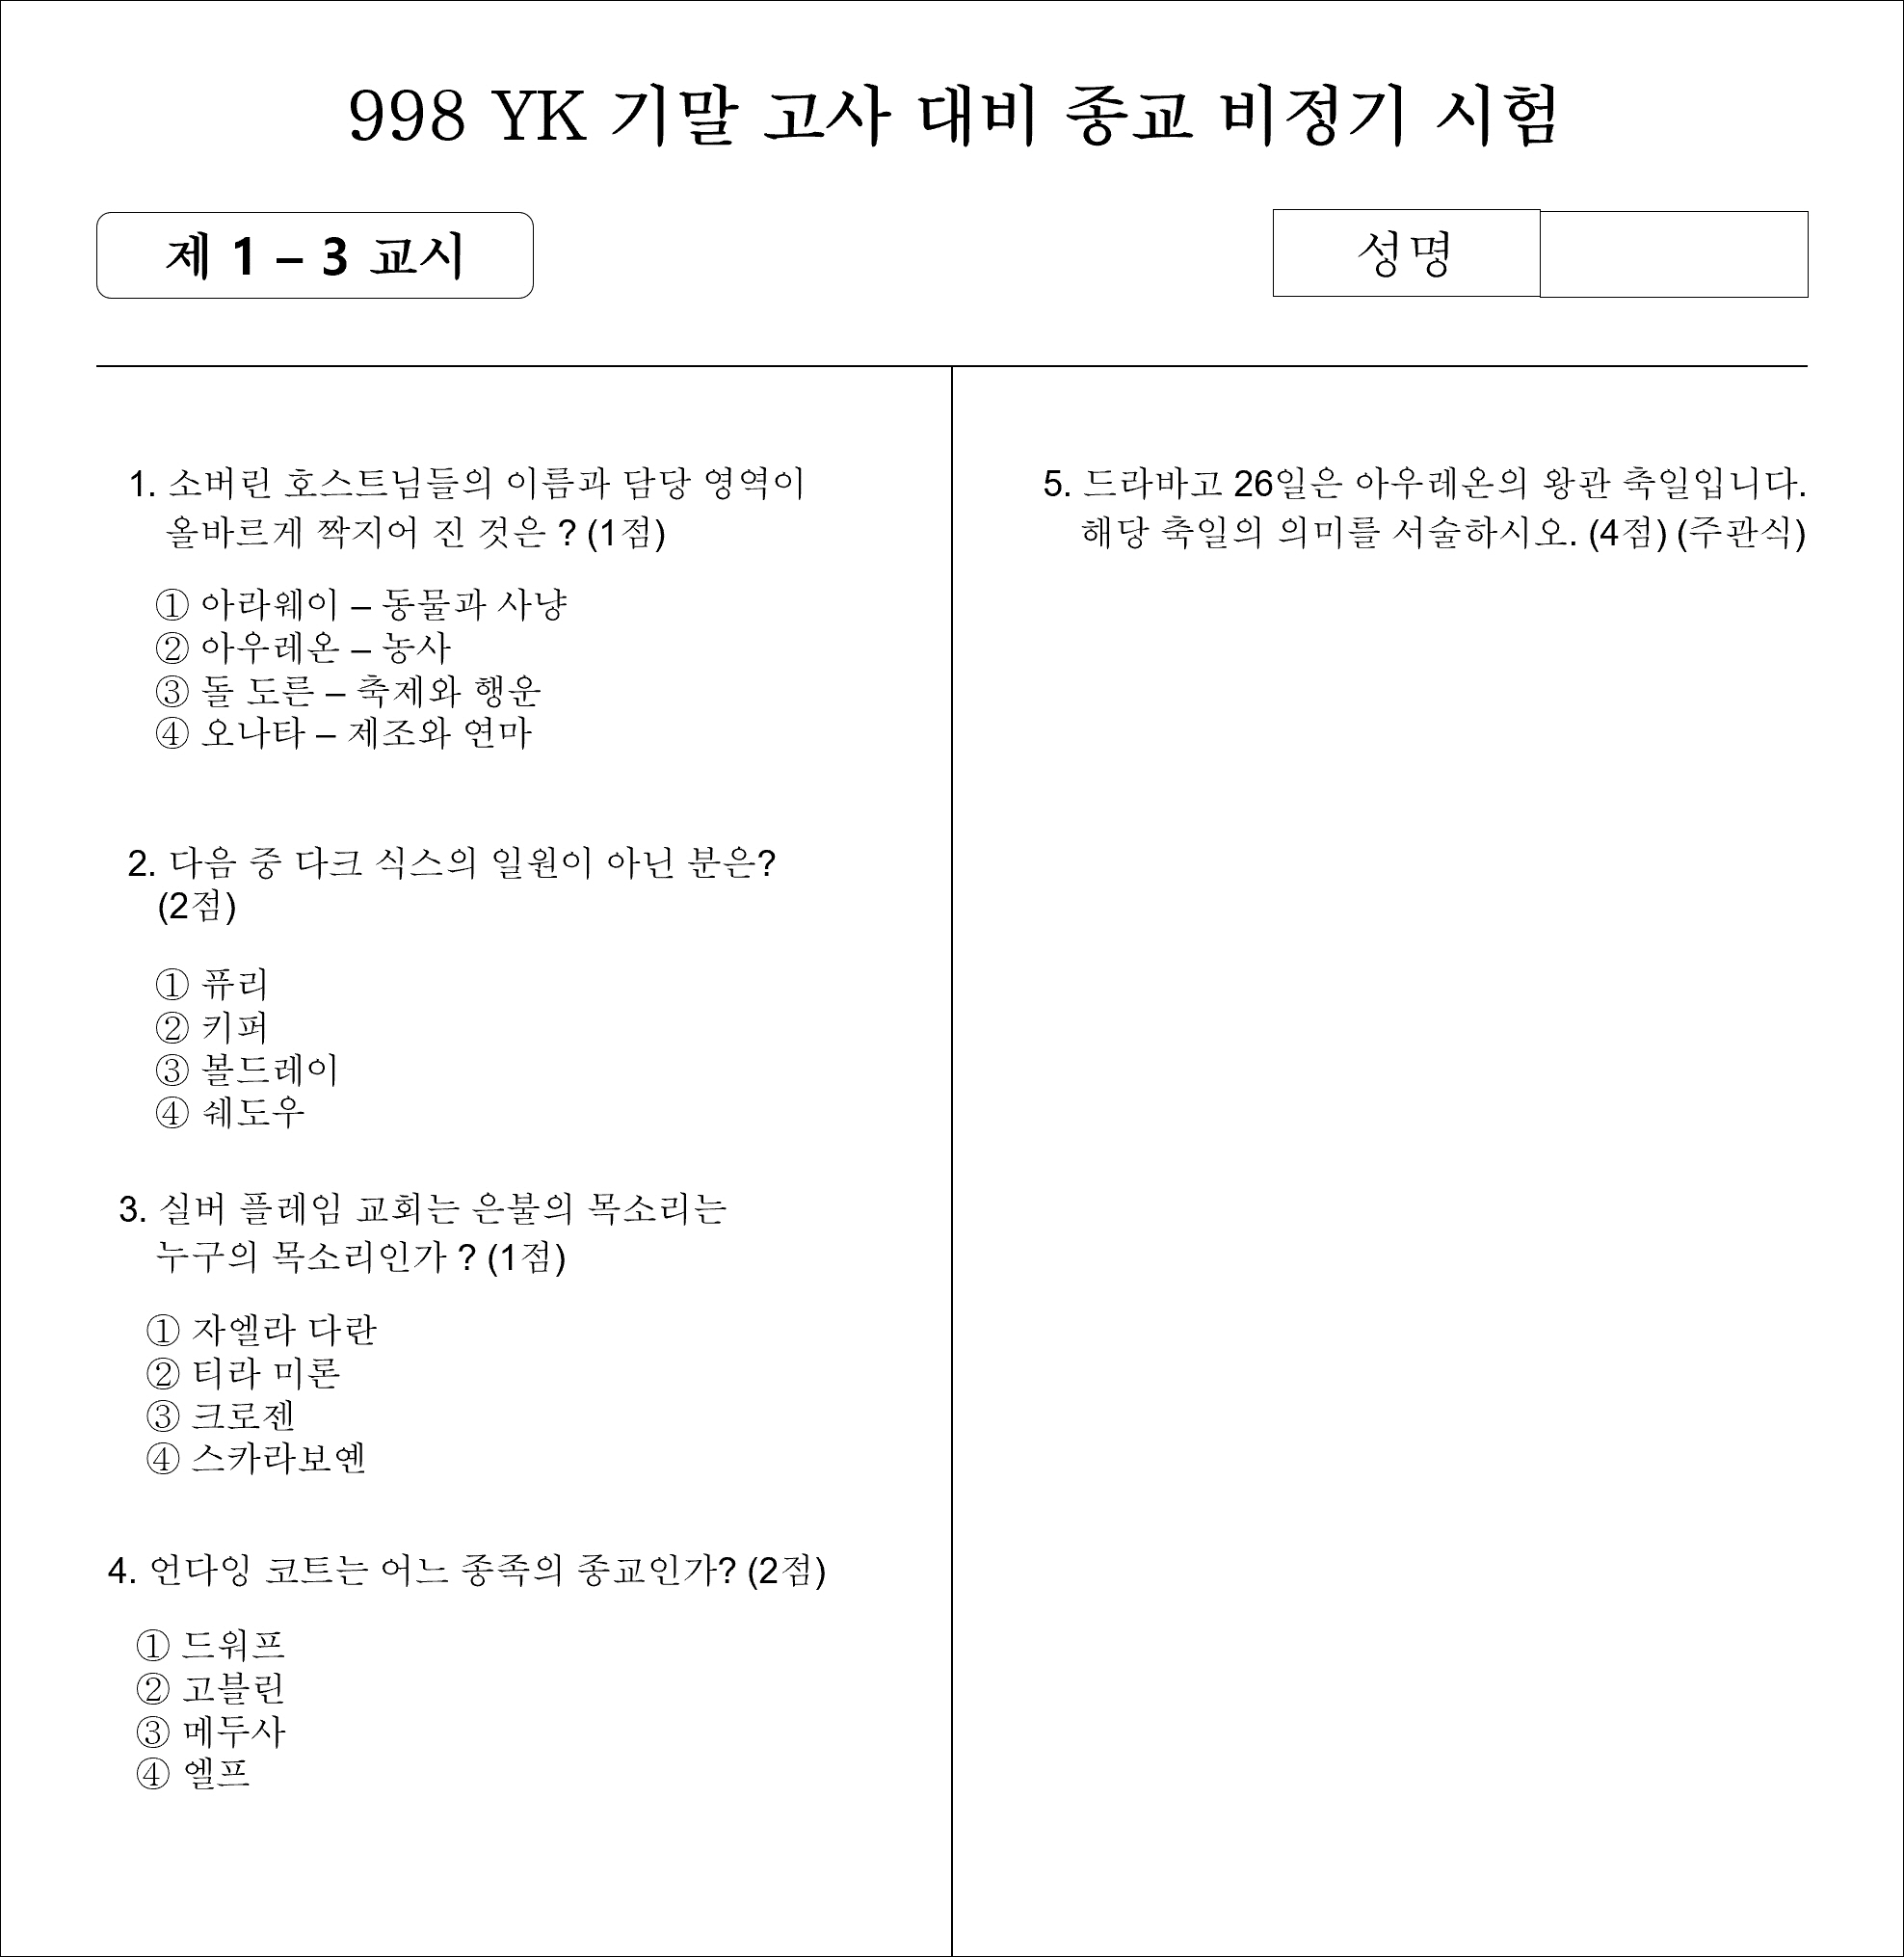 998 YK 기말 고사 대비 종교 비정기 시험
제 1 – 3 교시
성명
1. 소버린 호스트님들의 이름과 담당 영역이
올바르게 짝지어 진 것은 ? (1점)
① 아라웨이 – 동물과 사냥
② 아우레온 – 농사
③ 돌 도른 – 축제와 행운
④ 오나타 – 제조와 연마
2. 다음 중 다크 식스의 일원이 아닌 분은?
(2점)
① 퓨리
② 키퍼
③ 볼드레이
④ 쉐도우
3. 실버 플레임 교회는 은불의 목소리는
누구의 목소리인가 ? (1점)
① 자엘라 다란
② 티라 미론
③ 크로젠
④ 스카라보옌
4. 언다잉 코트는 어느 종족의 종교인가? (2점)
① 드워프
② 고블린
③ 메두사
④ 엘프
5. 드라바고 26일은 아우레온의 왕관 축일입니다.
해당 축일의 의미를 서술하시오. (4점) (주관식)